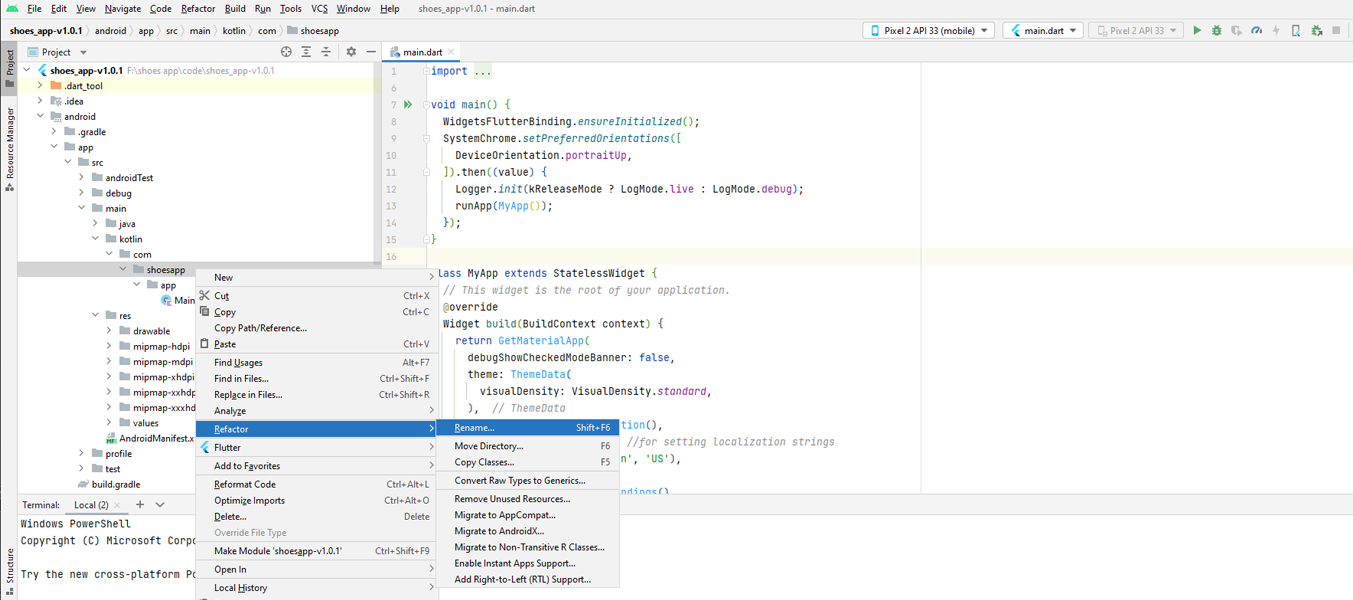 File Edit View Navigate Code Refactor Build Run Tools VCS Window Help shoes_app-v1.0.1 - main.dart
shoes_app-v1.0.1 android app src main kotlin com shoesapp Pixel 2 API 33 (mobile) main.dart Pixel 2 API 33
Project main.dart
Project
Resource Manager
Structure
shoes_app-v1.0.1 F:\shoes app\code\shoes_app-v1.0.1
.dart_tool
.idea
android
.gradle
app
src
androidTest
debug
main
java
kotlin
com
shoesapp
app
Main
res
drawable
mipmap-hdpi
mipmap-mdpi
mipmap-xhdpi
mipmap-xxhdp
mipmap-xxxhd
values
AndroidManifest.x
profile
test
build.gradle
1 import ...
6
7 void main() {
8 WidgetsFlutterBinding.ensureInitialized();
9 SystemChrome.setPreferredOrientations([
10 DeviceOrientation.portraitUp,
11 ]).then((value) {
12 Logger.init(kReleaseMode ? LogMode.live : LogMode.debug);
13 runApp(MyApp());
14 });
15 }
16
lass MyApp extends StatelessWidget {
// This widget is the root of your application.
@override
Widget build(BuildContext context) {
return GetMaterialApp(
debugShowCheckedModeBanner: false,
theme: ThemeData(
visualDensity: VisualDensity.standard,
), // ThemeData
tion(),
//for setting localization strings
n', 'US'),
ndings()
New
Cut Ctrl+X
Copy Ctrl+C
Copy Path/Reference...
Paste Ctrl+V
Find Usages Alt+F7
Find in Files... Ctrl+Shift+F
Replace in Files... Ctrl+Shift+R
Analyze
Refactor
Flutter
Add to Favorites
Reformat Code Ctrl+Alt+L
Optimize Imports Ctrl+Alt+O
Delete... Delete
Override File Type
Make Module 'shoesapp-v1.0.1' Ctrl+Shift+F9
Open In
Local History
Rename... Shift+F6
Move Directory... F6
Copy Classes... F5
Convert Raw Types to Generics...
Remove Unused Resources...
Migrate to AppCompat...
Migrate to AndroidX...
Migrate to Non-Transitive R Classes...
Enable Instant Apps Support...
Add Right-to-Left (RTL) Support...
Terminal: Local (2)
Windows PowerShell
Copyright (C) Microsoft Corpo
Try the new cross-platform Po